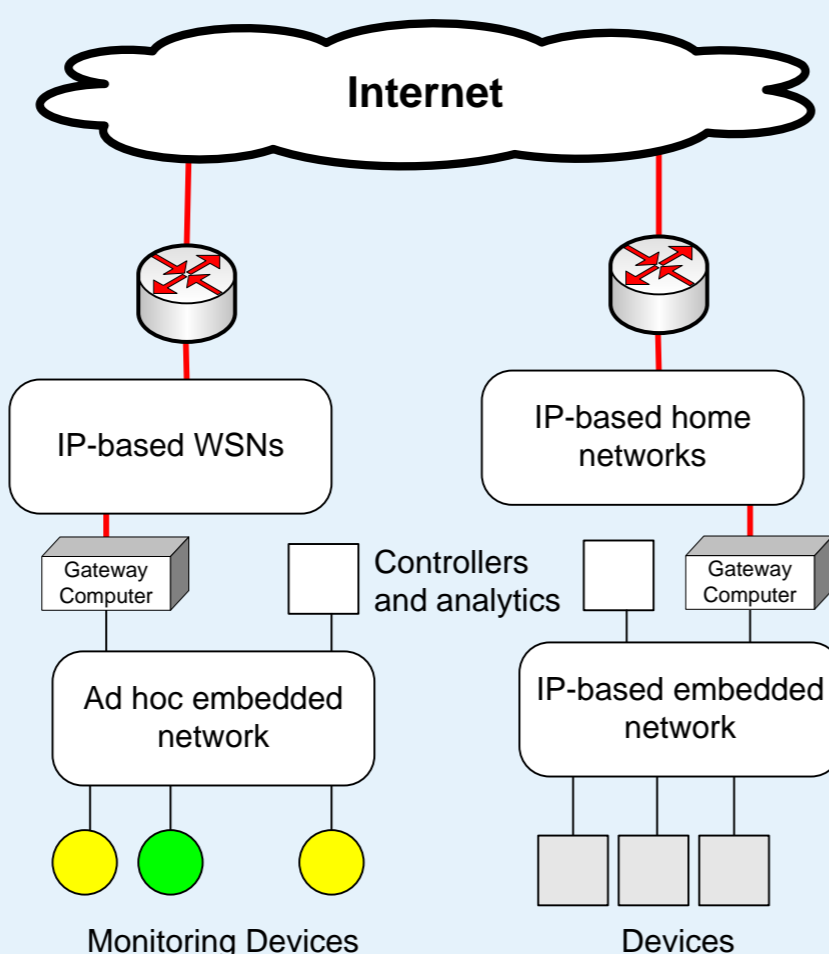 Internet
IP-based WSNs
IP-based home
networks
Gateway
Computer
Controllers
and analytics
Gateway
Computer
Ad hoc embedded
network
IP-based embedded
network
Monitoring Devices
Devices